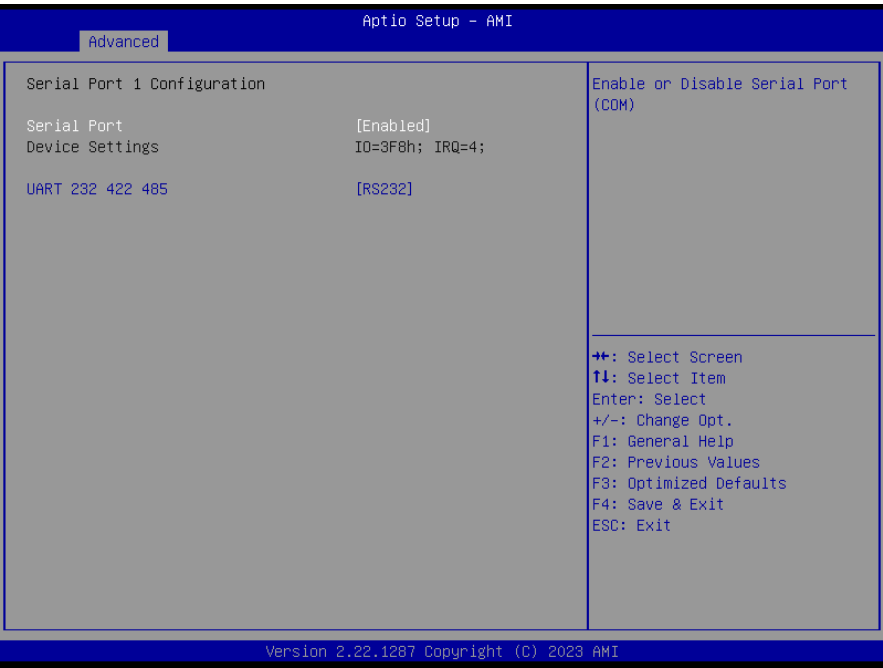 Aptio Setup - AMI
Advanced
Serial Port 1 Configuration
Serial Port [Enabled]
Device Settings IO=3F8h; IRQ=4;
UART 232 422 485 [RS232]
Enable or Disable Serial Port
(COM)
→←: Select Screen
↑↓: Select Item
Enter: Select
+/-: Change Opt.
F1: General Help
F2: Previous Values
F3: Optimized Defaults
F4: Save & Exit
ESC: Exit
Version 2.22.1287 Copyright (C) 2023 AMI